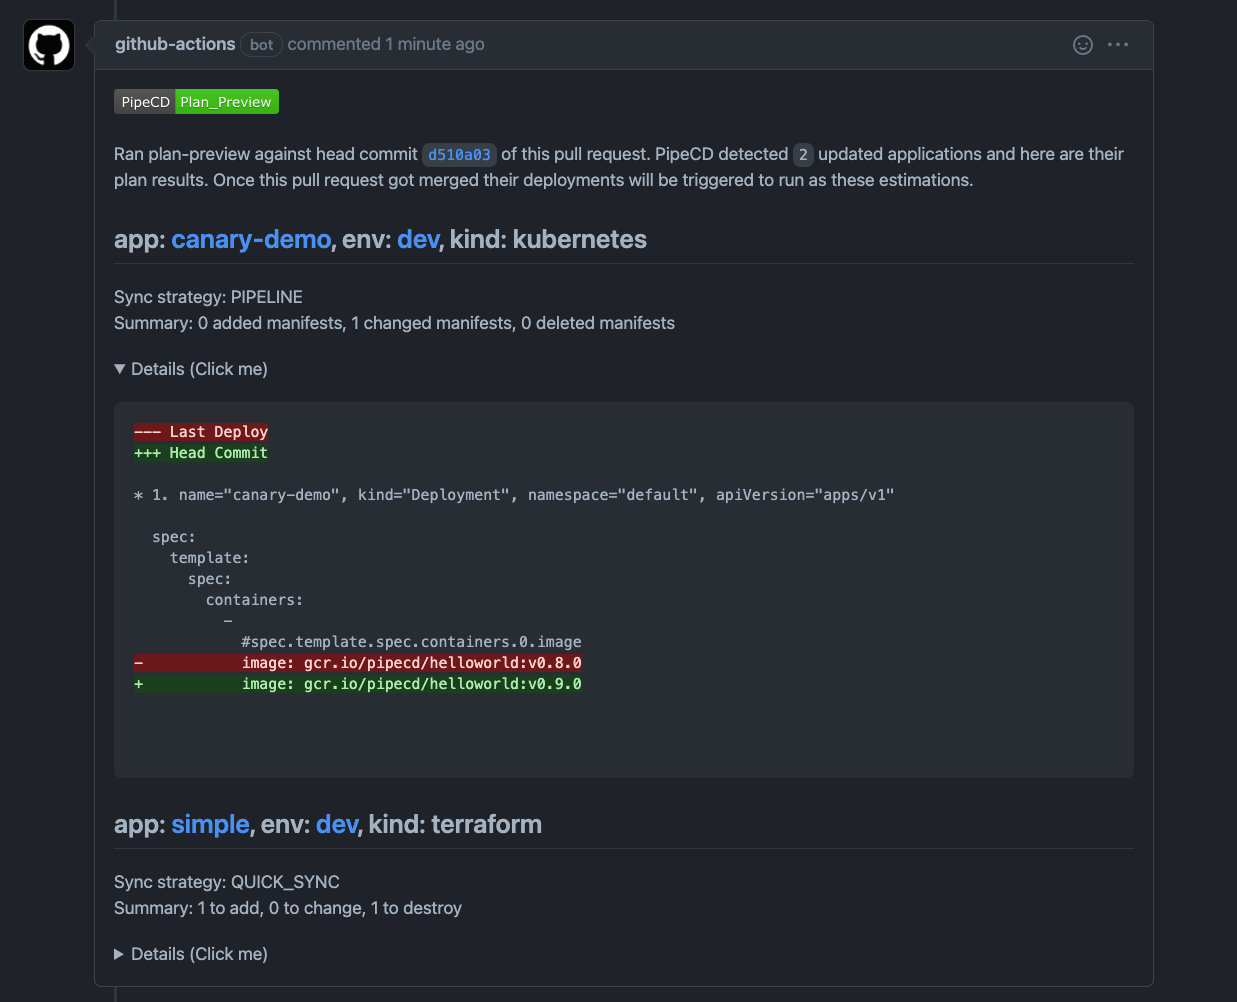 github-actions bot commented 1 minute ago
PipeCD Plan_Preview
Ran plan-preview against head commit d510a03 of this pull request. PipeCD detected 2 updated applications and here are their
plan results. Once this pull request got merged their deployments will be triggered to run as these estimations.
app: canary-demo, env: dev, kind: kubernetes
Sync strategy: PIPELINE
Summary: 0 added manifests, 1 changed manifests, 0 deleted manifests
▼ Details (Click me)
--- Last Deploy
+++ Head Commit
* 1. name="canary-demo", kind="Deployment", namespace="default", apiVersion="apps/v1"
  spec:
    template:
      spec:
        containers:
          -
            #spec.template.spec.containers.0.image
-           image: gcr.io/pipecd/helloworld:v0.8.0
+           image: gcr.io/pipecd/helloworld:v0.9.0
app: simple, env: dev, kind: terraform
Sync strategy: QUICK_SYNC
Summary: 1 to add, 0 to change, 1 to destroy
▶ Details (Click me)